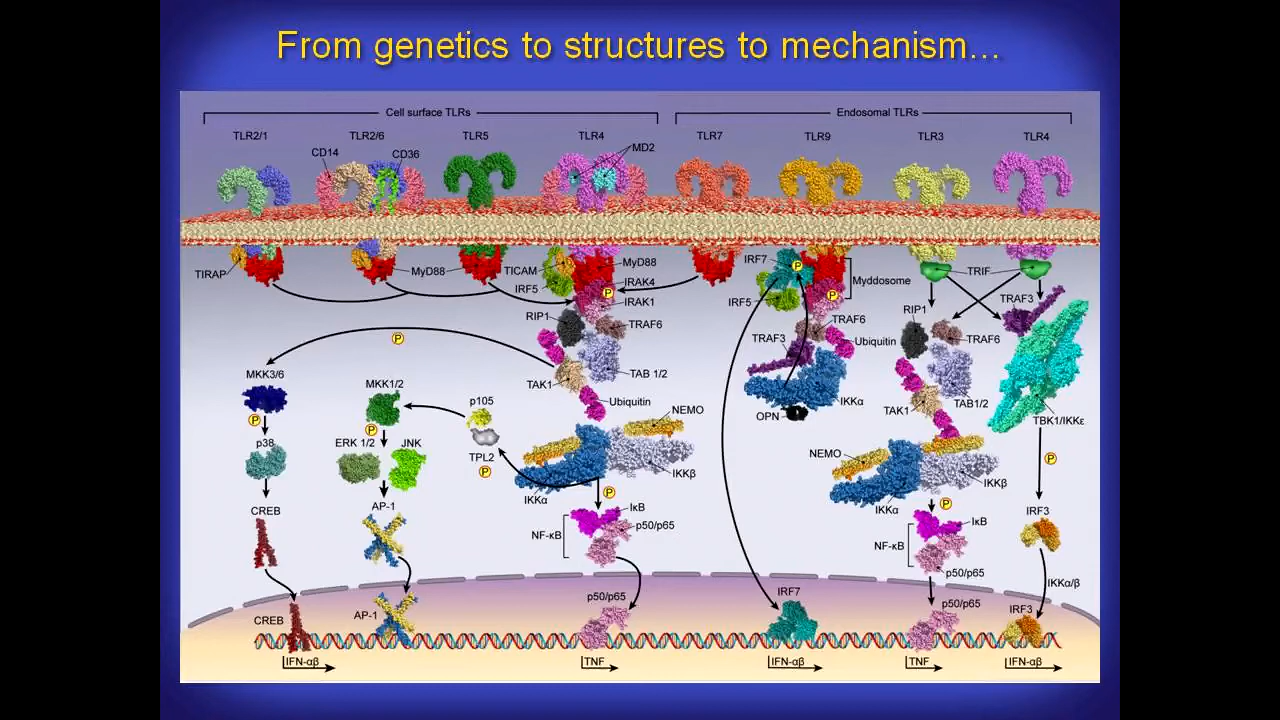 From genetics to structures to mechanism...
Cell surface TLRs
Endosomal TLRs
TLR2/1
TLR2/6
TLR5
TLR4
TLR7
TLR9
TLR3
TLR4
CD14
CD36
MD2
TIRAP
MyD88
TICAM
IRF5
MyD88
IRAK4
P
IRAK1
IRF7
P
IRF5
P
Myddosome
TRIF
RIP1
TRAF6
TRAF3
TRAF6
Ubiquitin
RIP1
TRAF3
TRAF6
P
MKK3/6
P
p38
CREB
MKK1/2
P
ERK 1/2
JNK
AP-1
p105
TPL2
P
TAK1
TAB 1/2
Ubiquitin
NEMO
IKKα
IKKβ
P
IκB
NF-κB
p50/p65
IKKα
OPN
TAK1
TAB1/2
NEMO
IKKα
IKKβ
P
IκB
NF-κB
p50/p65
TBK1/IKKε
P
IRF3
IKKα/β
CREB
AP-1
p50/p65
IRF7
p50/p65
IRF3
IFN-αβ
TNF
IFN-αβ
TNF
IFN-αβ